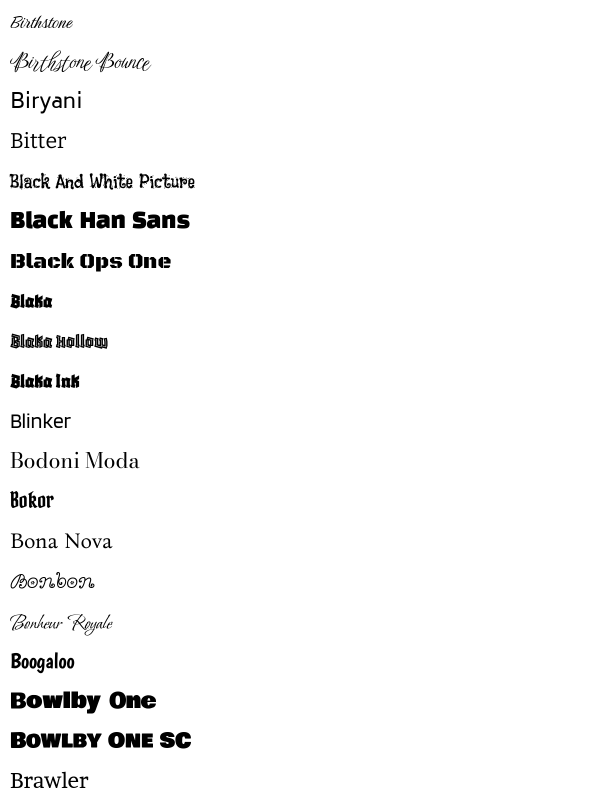 Birthstone
Birthstone Bounce
Biryani
Bitter
Black And White Picture
Black Han Sans
Black Ops One
Blaka
Blaka Hollow
Blaka Ink
Blinker
Bodoni Moda
Bokor
Bona Nova
Bonbon
Bonheur Royale
Boogaloo
Bowlby One
Bowlby One SC
Brawler